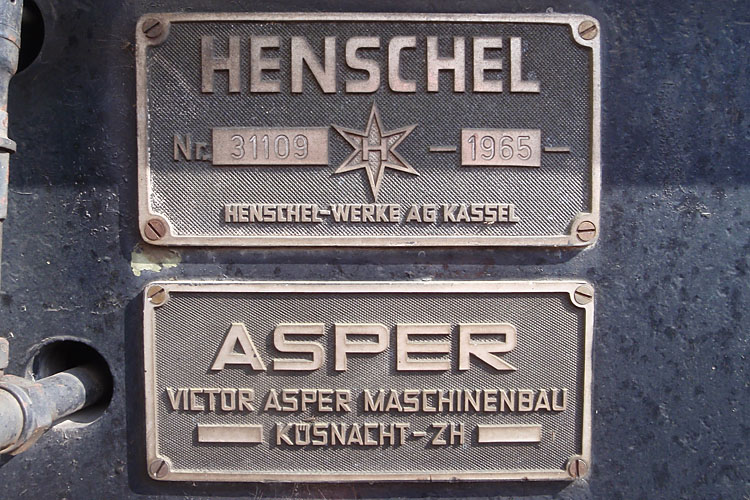 HENSCHEL
Nr. 31109 H - 1965 -
HENSCHEL-WERKE AG KASSEL
ASPER
VICTOR ASPER MASCHINENBAU
KÜSNACHT-ZH